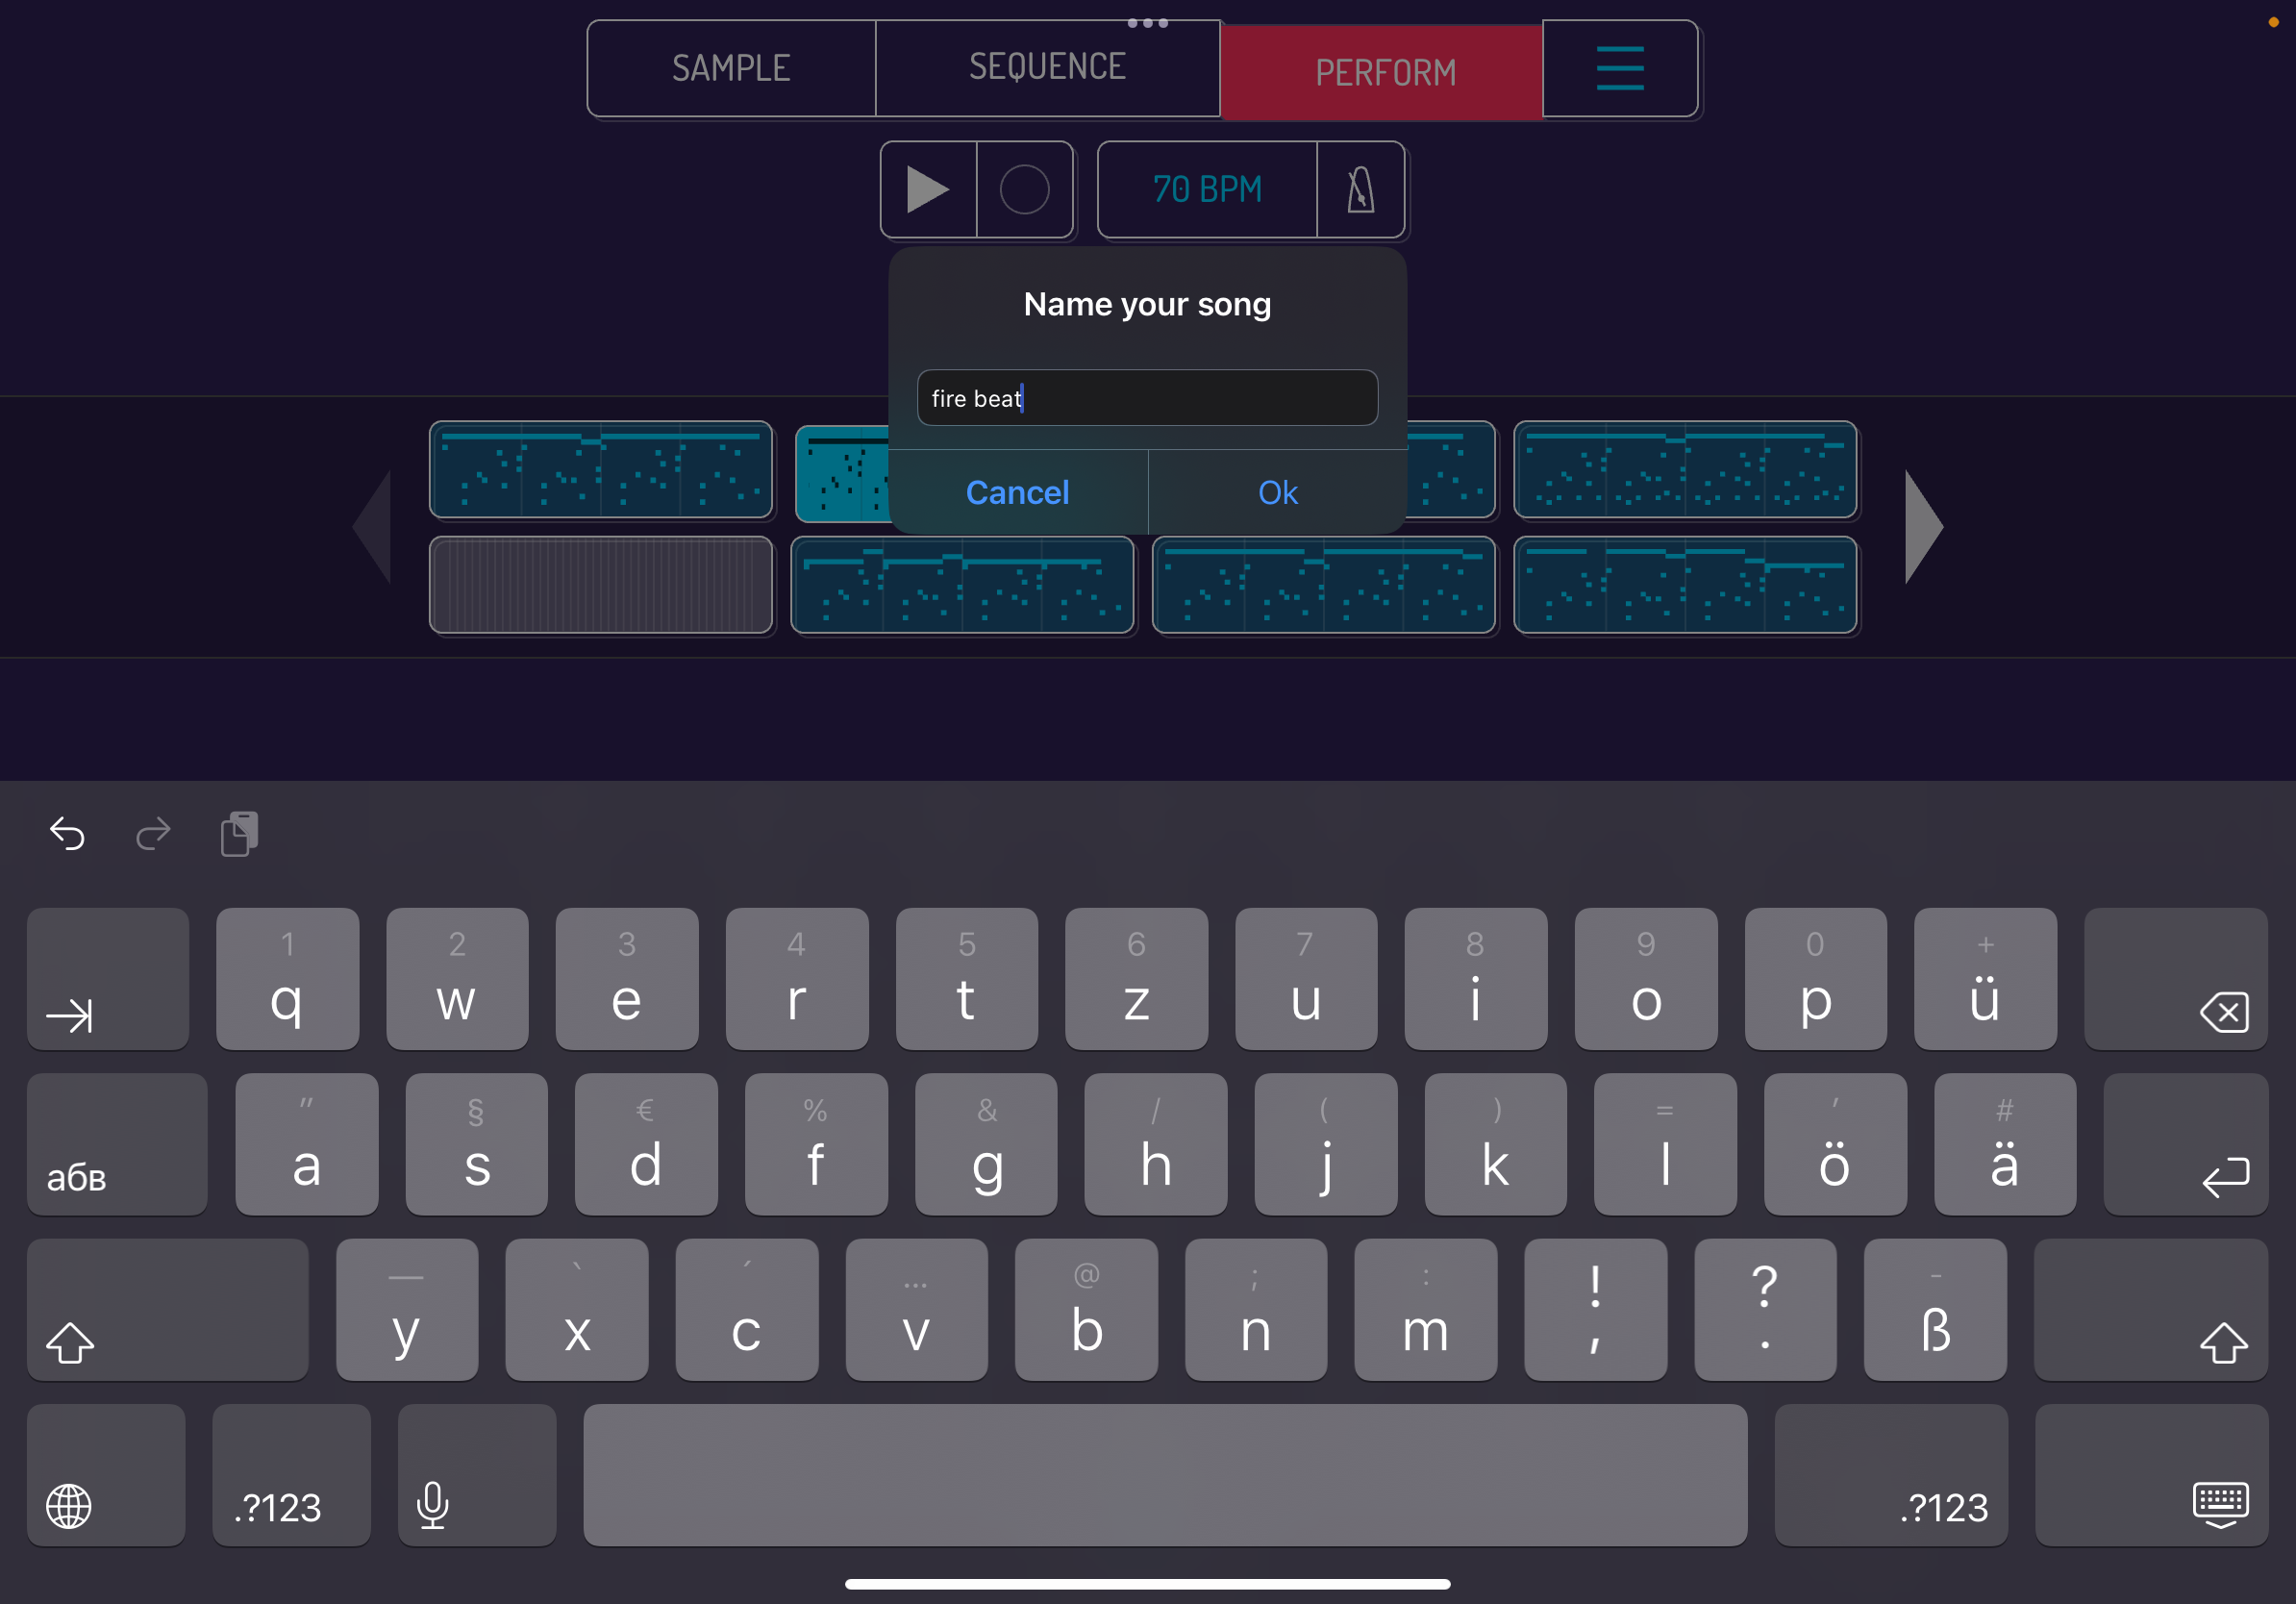 SAMPLE SEQUENCE PERFORM
70 BPM
Name your song
fire beat
Cancel Ok
1 2 3 4 5 6 7 8 9 0 +
q w e r t z u i o p ü
" § € % & / ( ) = ' #
абв a s d f g h j k l ö ä
— ` ´ … @ ; : ! ? -
y x c v b n m , . ß
.?123 .?123